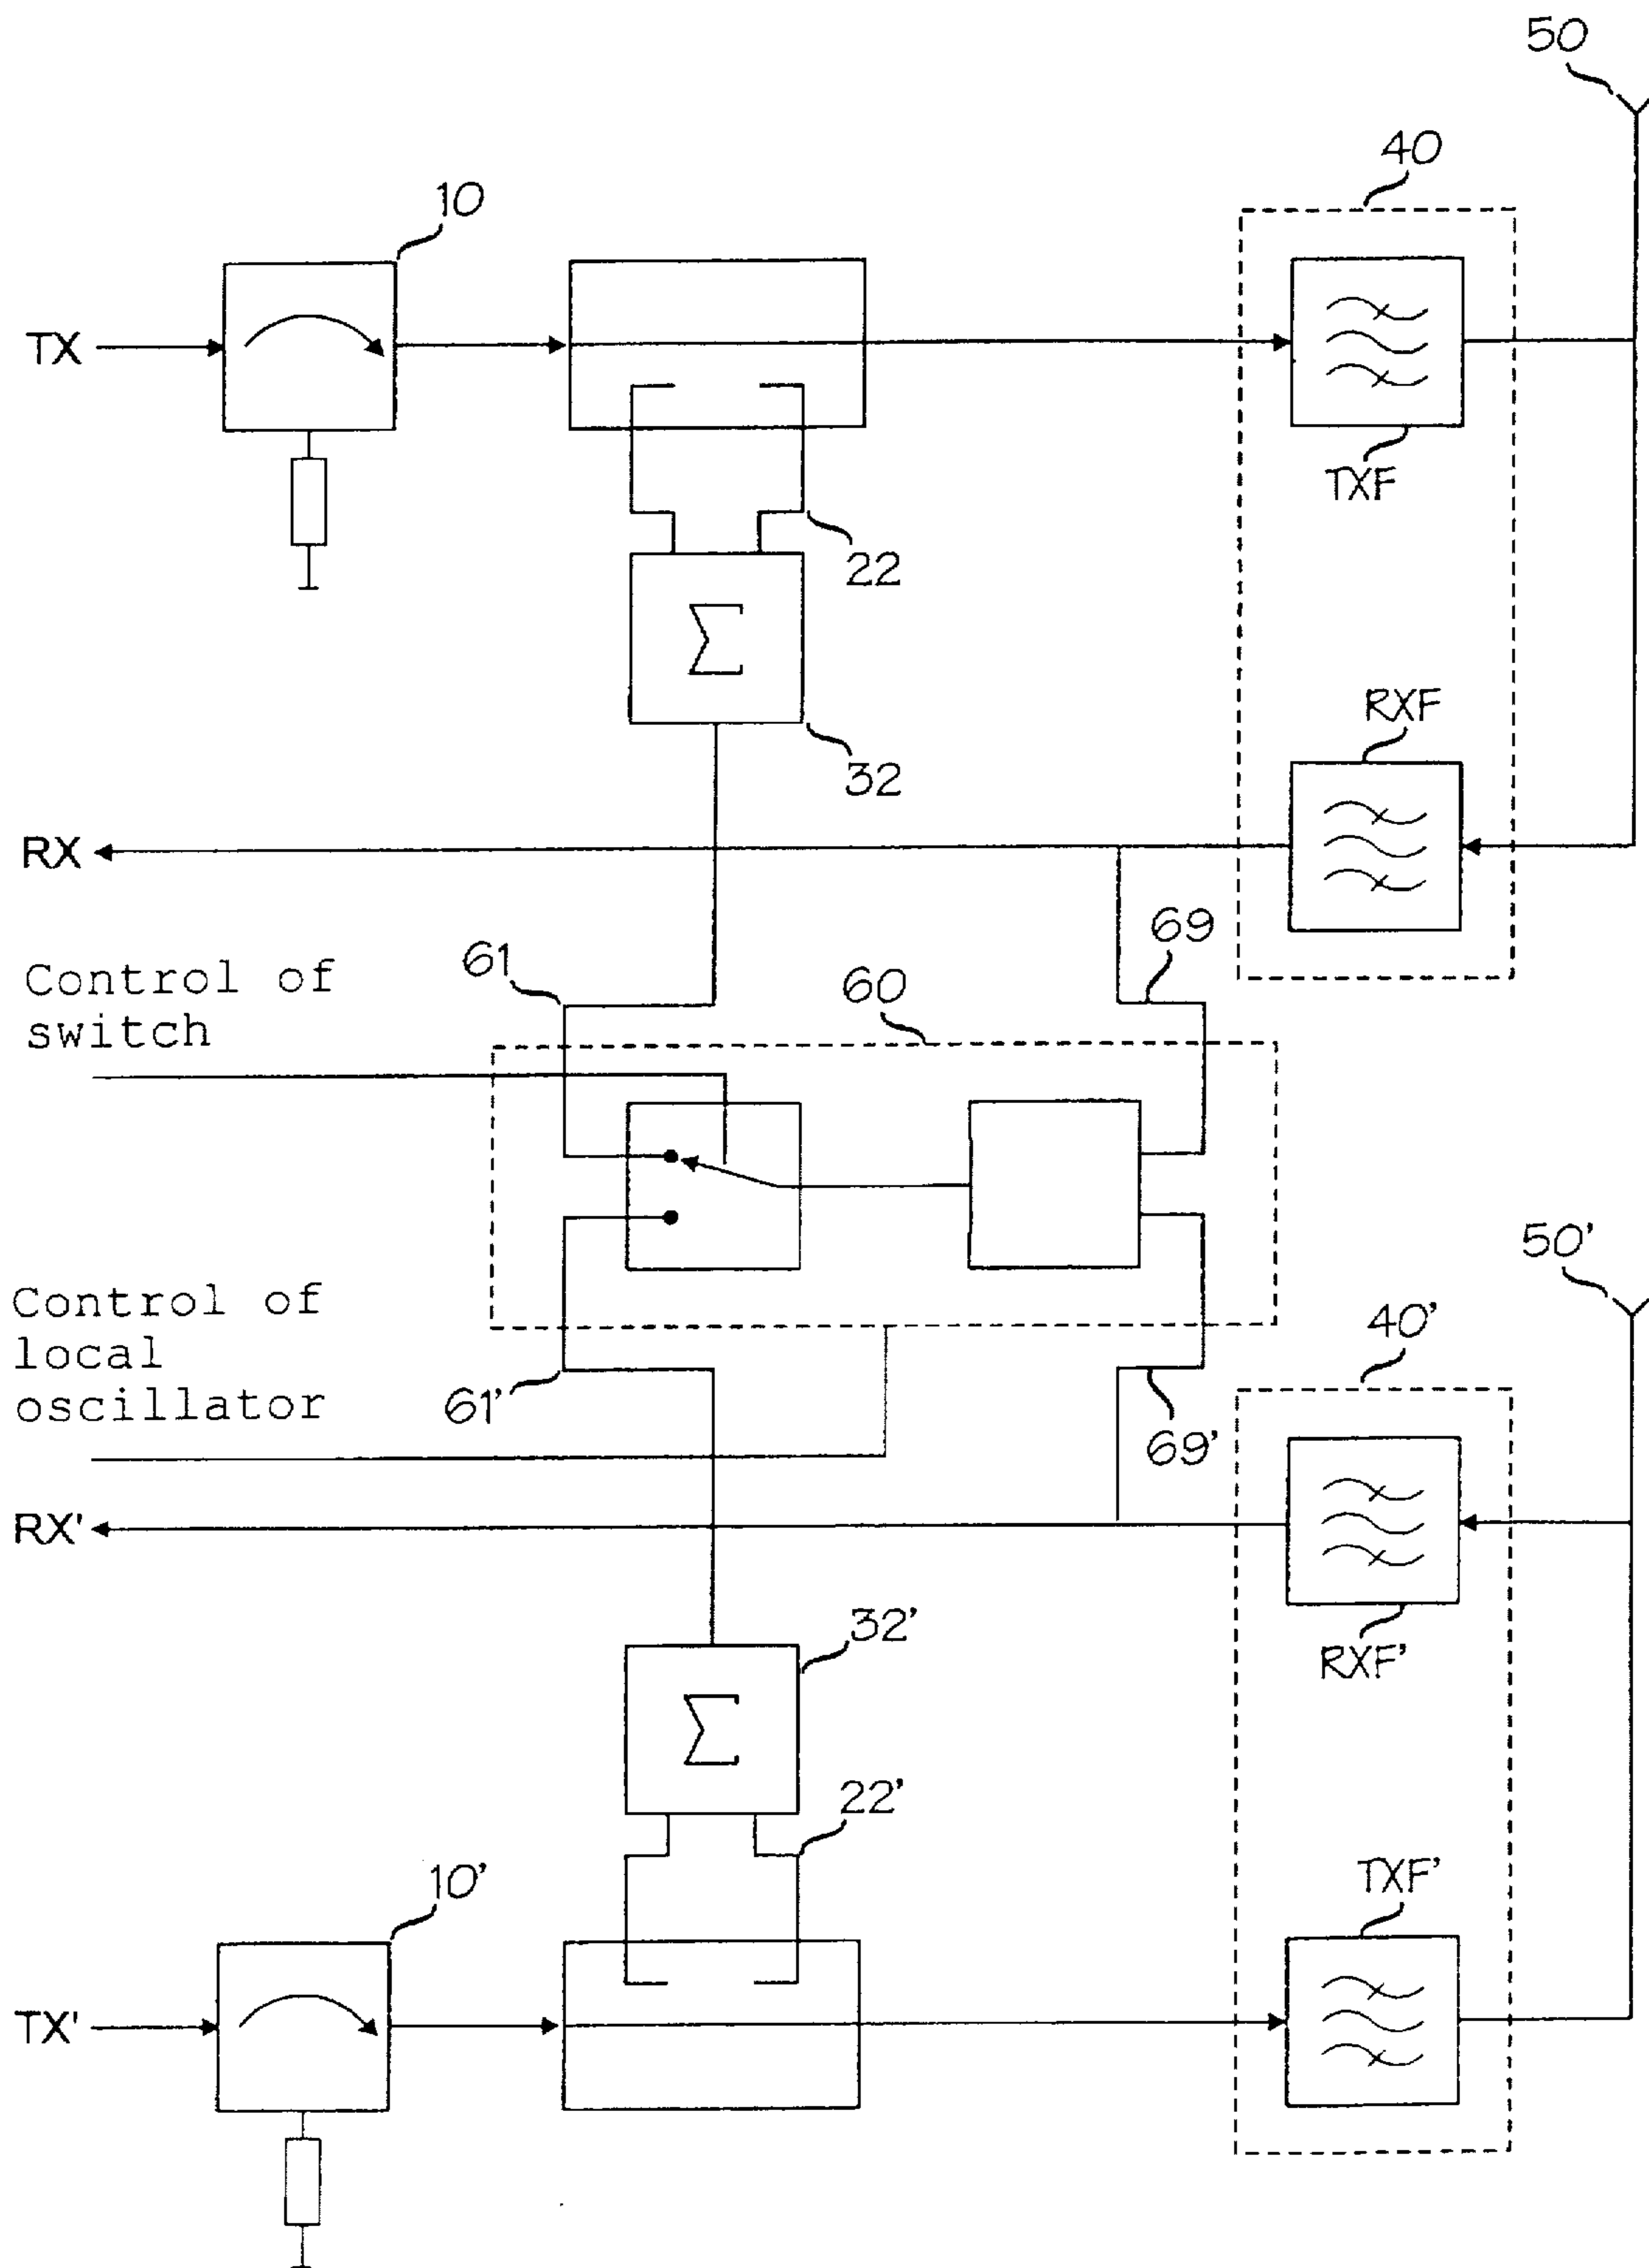 50
40
10
TX
TXF
22
Σ
32
RXF
RX
61
69
60
Control of
switch
50'
Control of
local
oscillator
40'
61'
69'
RX'
32'
RXF'
Σ
22'
10'
TXF'
TX'